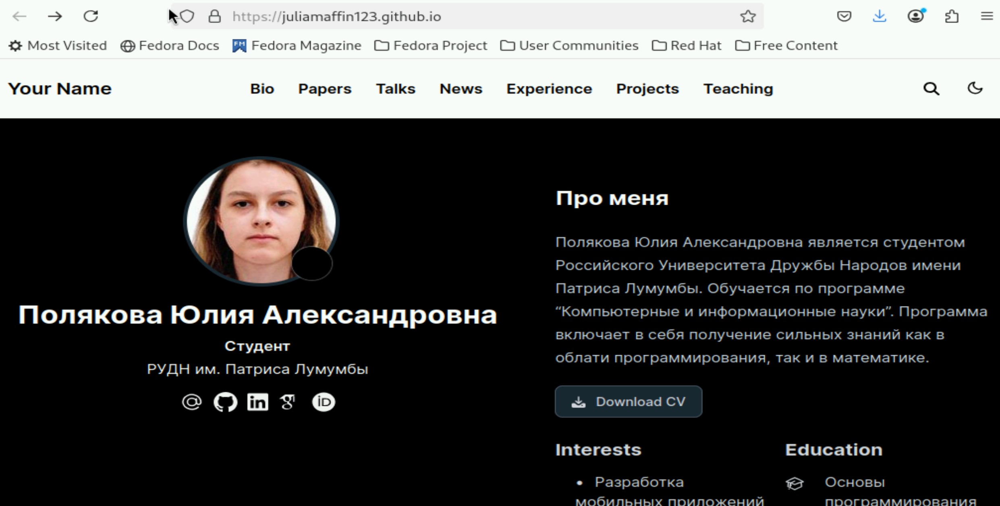 https://juliamaffin123.github.io
Most Visited Fedora Docs FM Fedora Magazine Fedora Project User Communities Red Hat Free Content
Your Name Bio Papers Talks News Experience Projects Teaching
Полякова Юлия Александровна
Студент
РУДН им. Патриса Лумумбы
in g iD
Про меня
Полякова Юлия Александровна является студентом
Российского Университета Дружбы Народов имени
Патриса Лумумбы. Обучается по программе
“Компьютерные и информационные науки”. Программа
включает в себя получение сильных знаний как в
облати программирования, так и в математике.
Download CV
Interests
• Разработка
мобильных приложений
Education
Основы
программирования